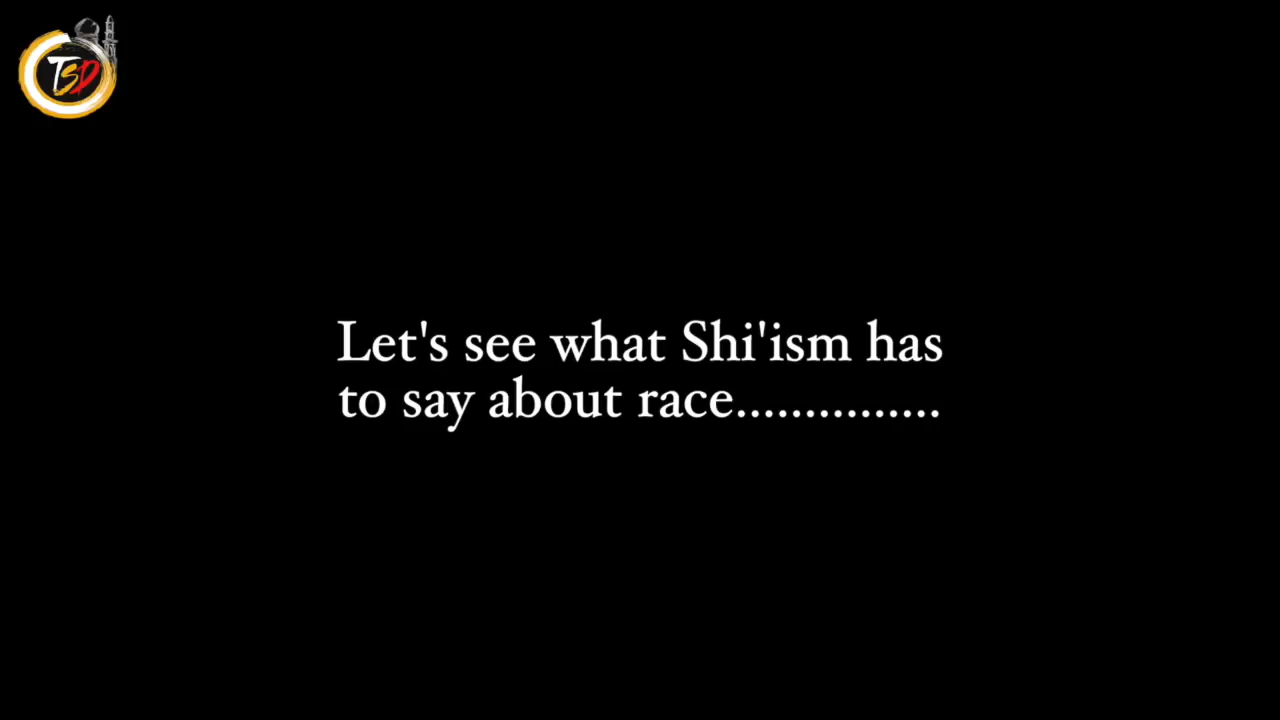 TSD
Let's see what Shi'ism has
to say about race...............